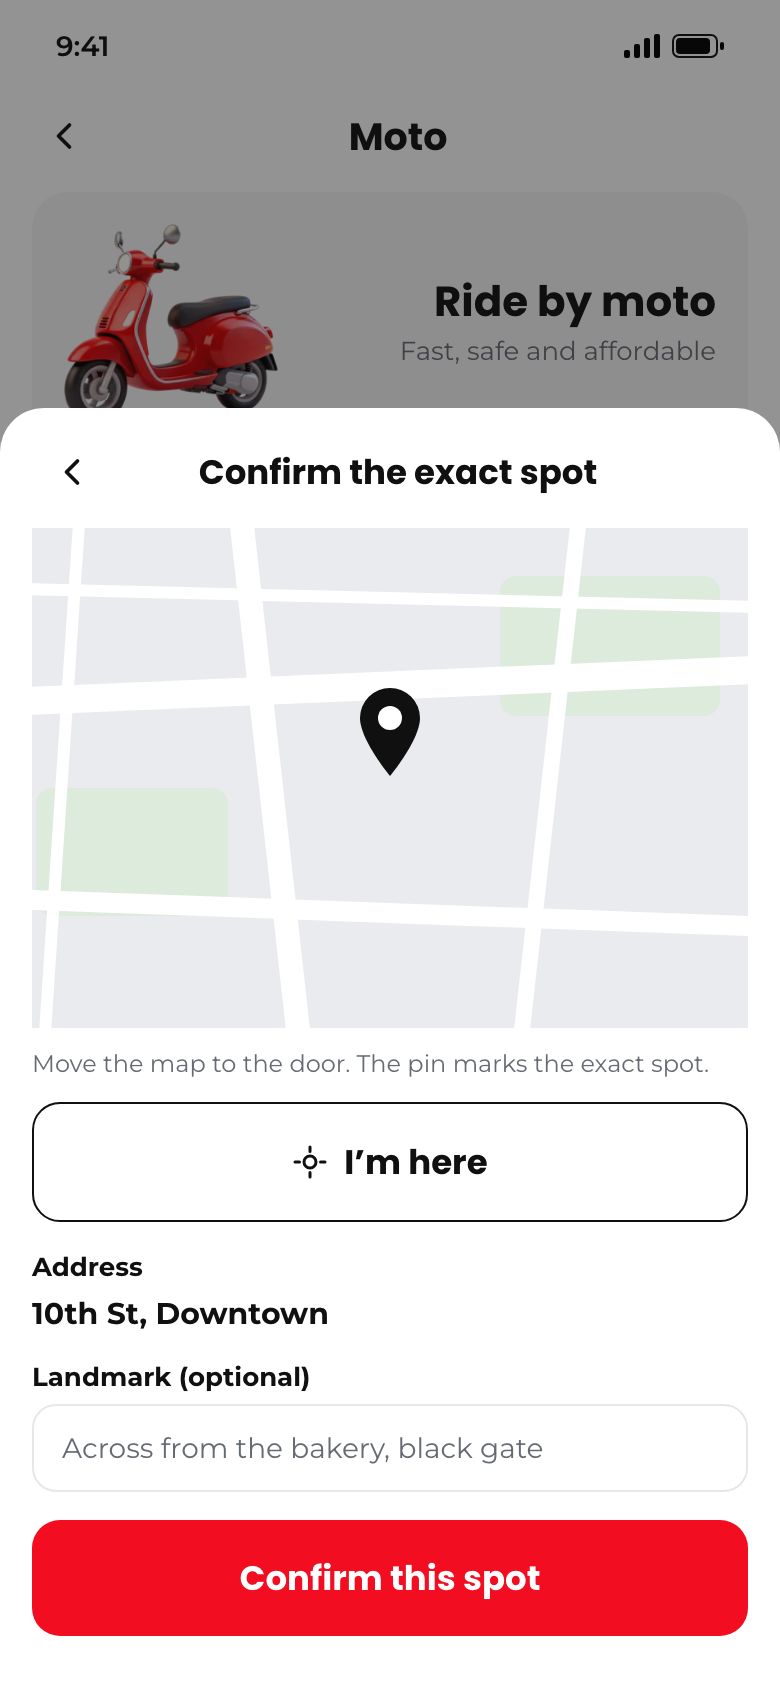 9:41
Moto
Ride by moto
Fast, safe and affordable
Confirm the exact spot
Move the map to the door. The pin marks the exact spot.
I’m here
Address
10th St, Downtown
Landmark (optional)
Across from the bakery, black gate
Confirm this spot